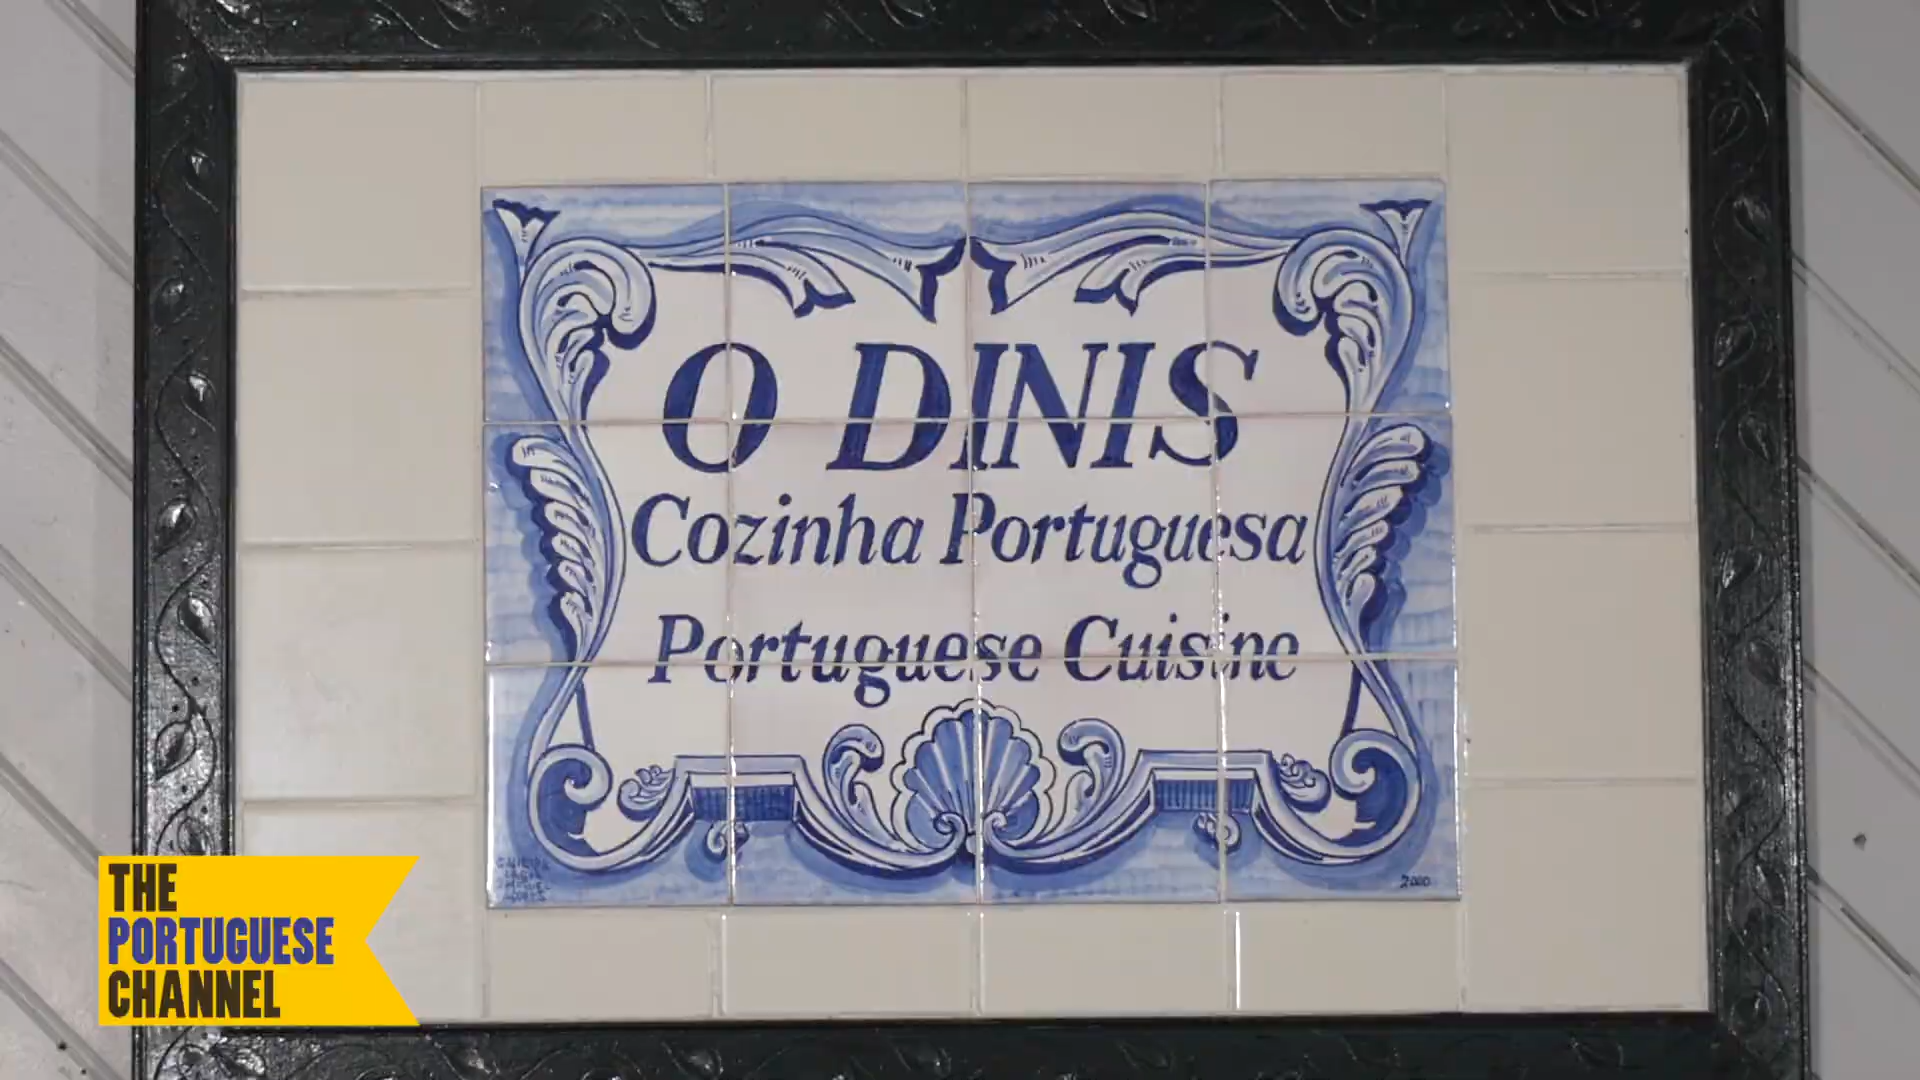 O DINIS
Cozinha Portuguesa
Portuguese Cuisine
2000
THE
PORTUGUESE
CHANNEL